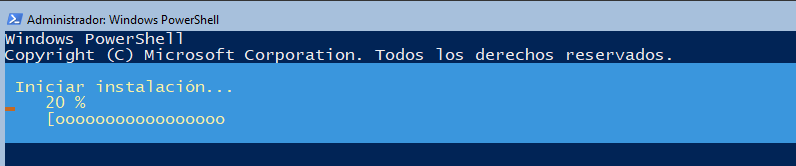 Administrador: Windows PowerShell
Windows PowerShell
Copyright (C) Microsoft Corporation. Todos los derechos reservados.
Iniciar instalación...
20 %
[ooooooooooooooooo